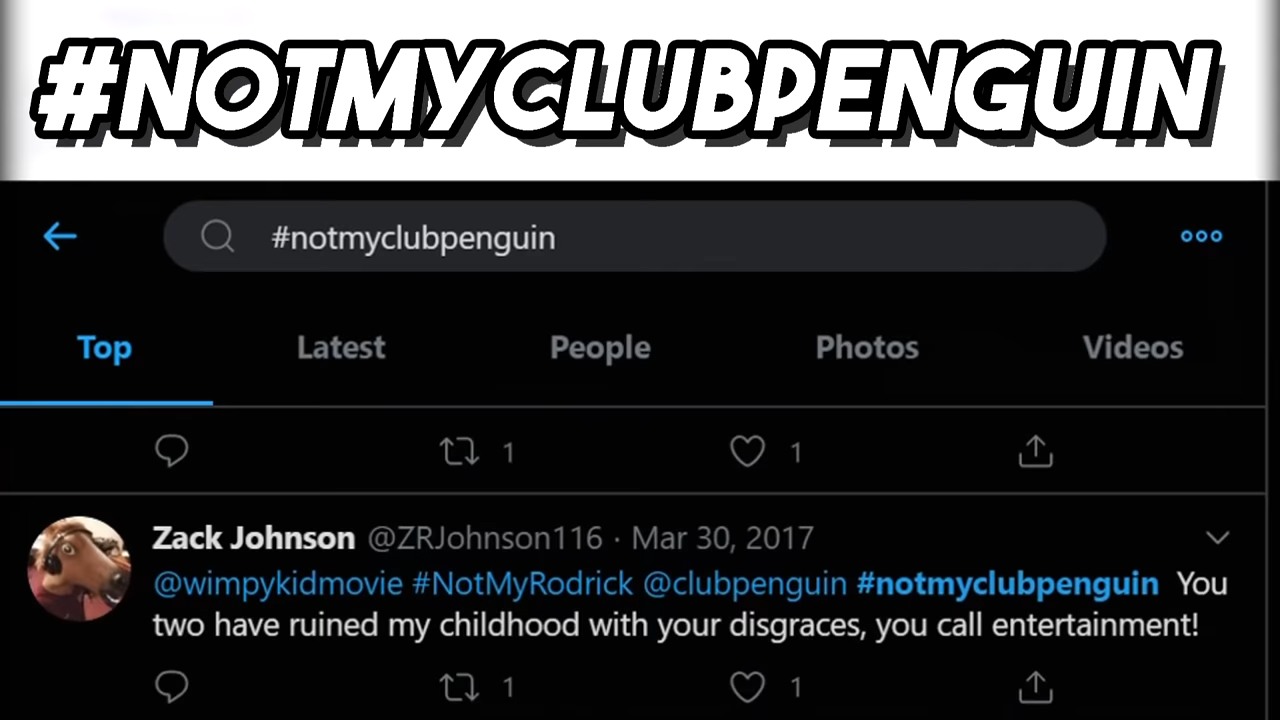 #NOTMYCLUBPENGUIN
#notmyclubpenguin
Top Latest People Photos Videos
1 1
Zack Johnson @ZRJohnson116 · Mar 30, 2017
@wimpykidmovie #NotMyRodrick @clubpenguin #notmyclubpenguin You
two have ruined my childhood with your disgraces, you call entertainment!
1 1